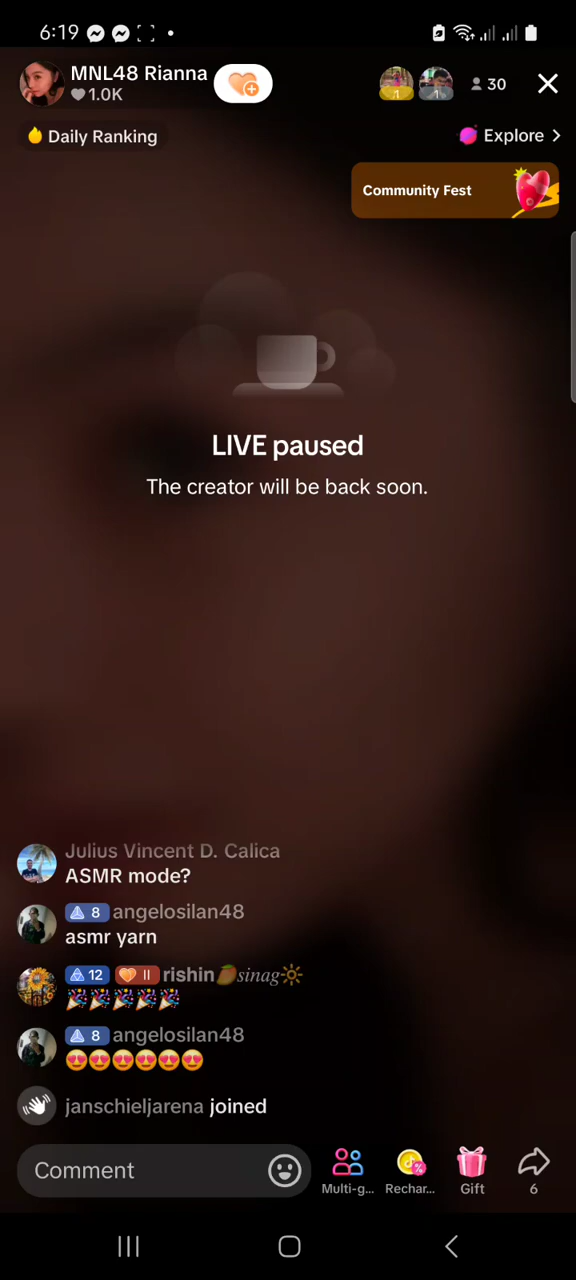 6:19
MNL48 Rianna
1.0K
1
1
30
Daily Ranking
Explore
Community Fest
LIVE paused
The creator will be back soon.
Julius Vincent D. Calica
ASMR mode?
8 angelosilan48
asmr yarn
12 II rishin🥭𝑠𝑖𝑛𝑎𝑔🔆
🎉🎉🎉🎉🎉
8 angelosilan48
😍😍😍😍😍😍
janschieljarena joined
Comment
Multi-g...
Rechar...
Gift
6